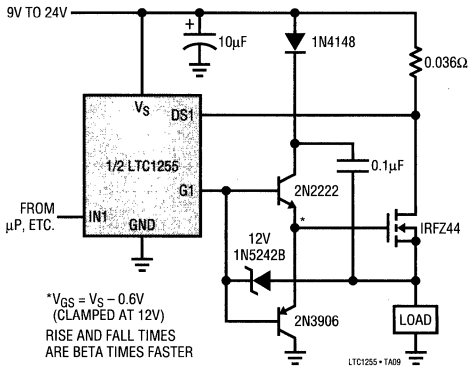 9V TO 24V
+
10µF
1N4148
0.036Ω
VS
DS1
1/2 LTC1255
0.1µF
G1
2N2222
FROM
µP, ETC.
IN1
GND
*
IRFZ44
12V
1N5242B
*VGS = VS – 0.6V
(CLAMPED AT 12V)
RISE AND FALL TIMES
ARE BETA TIMES FASTER
2N3906
LOAD
LTC1255 • TA09